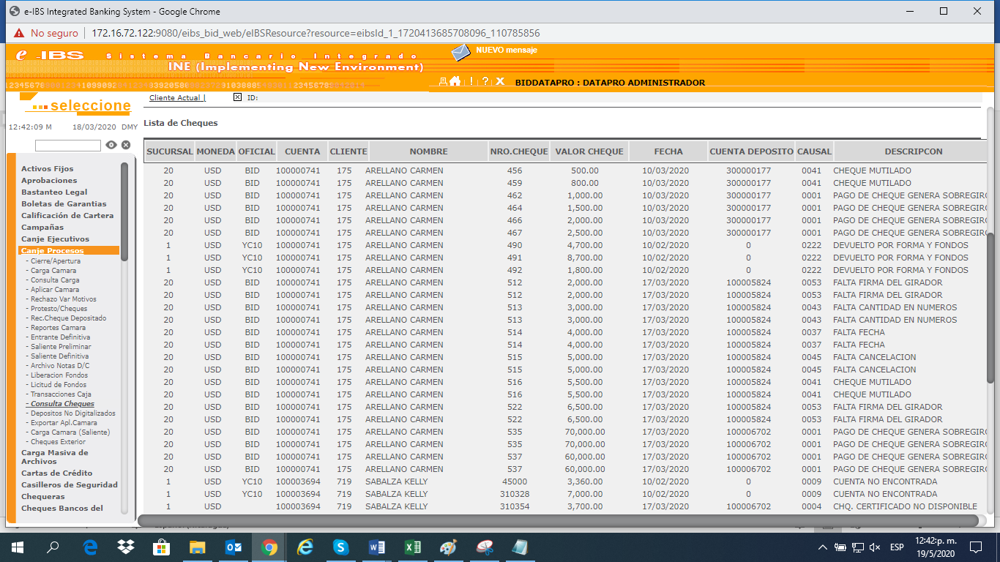 e-IBS Integrated Banking System - Google Chrome
No seguro 172.16.72.122:9080/eibs_bid_web/eIBSResource?resource=eibsId_1_1720413685708096_110785856
e-IBS Sistema Bancario Integrado
NUEVO mensaje
INE (Implementing New Environment)
BIDDATAPRO : DATAPRO ADMINISTRADOR
seleccione
Cliente Actual | ID:
12:42:09 M 18/03/2020 DMY
Lista de Cheques
SUCURSAL MONEDA OFICIAL CUENTA CLIENTE NOMBRE NRO.CHEQUE VALOR CHEQUE FECHA CUENTA DEPOSITO CAUSAL DESCRIPCON
20 USD BID 100000741 175 ARELLANO CARMEN 456 500.00 10/03/2020 300000177 0041 CHEQUE MUTILADO
20 USD BID 100000741 175 ARELLANO CARMEN 459 800.00 10/03/2020 300000177 0041 CHEQUE MUTILADO
20 USD BID 100000741 175 ARELLANO CARMEN 462 1,000.00 10/03/2020 300000177 0001 PAGO DE CHEQUE GENERA SOBREGIRO
20 USD BID 100000741 175 ARELLANO CARMEN 464 1,500.00 10/03/2020 300000177 0001 PAGO DE CHEQUE GENERA SOBREGIRO
20 USD BID 100000741 175 ARELLANO CARMEN 466 2,000.00 10/03/2020 300000177 0001 PAGO DE CHEQUE GENERA SOBREGIRO
20 USD BID 100000741 175 ARELLANO CARMEN 467 2,500.00 10/03/2020 300000177 0001 PAGO DE CHEQUE GENERA SOBREGIRO
1 USD YC10 100000741 175 ARELLANO CARMEN 490 4,700.00 10/02/2020 0 0222 DEVUELTO POR FORMA Y FONDOS
1 USD YC10 100000741 175 ARELLANO CARMEN 491 8,700.00 10/02/2020 0 0222 DEVUELTO POR FORMA Y FONDOS
1 USD YC10 100000741 175 ARELLANO CARMEN 492 1,800.00 10/02/2020 0 0222 DEVUELTO POR FORMA Y FONDOS
20 USD BID 100000741 175 ARELLANO CARMEN 512 2,000.00 17/03/2020 100005824 0053 FALTA FIRMA DEL GIRADOR
20 USD BID 100000741 175 ARELLANO CARMEN 512 2,000.00 17/03/2020 100005824 0053 FALTA FIRMA DEL GIRADOR
20 USD BID 100000741 175 ARELLANO CARMEN 513 3,000.00 17/03/2020 100005824 0043 FALTA CANTIDAD EN NUMEROS
20 USD BID 100000741 175 ARELLANO CARMEN 513 3,000.00 17/03/2020 100005824 0043 FALTA CANTIDAD EN NUMEROS
20 USD BID 100000741 175 ARELLANO CARMEN 514 4,000.00 17/03/2020 100005824 0037 FALTA FECHA
20 USD BID 100000741 175 ARELLANO CARMEN 514 4,000.00 17/03/2020 100005824 0037 FALTA FECHA
20 USD BID 100000741 175 ARELLANO CARMEN 515 5,000.00 17/03/2020 100005824 0045 FALTA CANCELACION
20 USD BID 100000741 175 ARELLANO CARMEN 515 5,000.00 17/03/2020 100005824 0045 FALTA CANCELACION
20 USD BID 100000741 175 ARELLANO CARMEN 516 5,500.00 17/03/2020 100005824 0041 CHEQUE MUTILADO
20 USD BID 100000741 175 ARELLANO CARMEN 516 5,500.00 17/03/2020 100005824 0041 CHEQUE MUTILADO
20 USD BID 100000741 175 ARELLANO CARMEN 522 6,500.00 17/03/2020 100005824 0053 FALTA FIRMA DEL GIRADOR
20 USD BID 100000741 175 ARELLANO CARMEN 522 6,500.00 17/03/2020 100005824 0053 FALTA FIRMA DEL GIRADOR
20 USD BID 100000741 175 ARELLANO CARMEN 535 70,000.00 17/03/2020 100006702 0001 PAGO DE CHEQUE GENERA SOBREGIRO
20 USD BID 100000741 175 ARELLANO CARMEN 535 70,000.00 17/03/2020 100006702 0001 PAGO DE CHEQUE GENERA SOBREGIRO
20 USD BID 100000741 175 ARELLANO CARMEN 537 60,000.00 17/03/2020 100006702 0001 PAGO DE CHEQUE GENERA SOBREGIRO
20 USD BID 100000741 175 ARELLANO CARMEN 537 60,000.00 17/03/2020 100006702 0001 PAGO DE CHEQUE GENERA SOBREGIRO
1 USD YC10 100003694 719 SABALZA KELLY 45000 3,360.00 10/02/2020 0 0009 CUENTA NO ENCONTRADA
1 USD YC10 100003694 719 SABALZA KELLY 310328 7,000.00 10/02/2020 0 0009 CUENTA NO ENCONTRADA
1 USD 100003694 719 SABALZA KELLY 310354 3,700.00 17/03/2020 100006702 0004 CHQ. CERTIFICADO NO DISPONIBLE
Activos Fijos
Aprobaciones
Bastanteo Legal
Boletas de Garantias
Calificación de Cartera
Campañas
Canje Ejecutivos
Canje Procesos
- Cierre/Apertura
- Carga Camara
- Consulta Carga
- Aplicar Camara
- Rechazo Var Motivos
- Protesto/Cheques
- Rec.Cheque Depositado
- Reportes Camara
- Entrante Definitiva
- Saliente Preliminar
- Saliente Definitiva
- Archivo Notas D/C
- Liberacion Fondos
- Licitud de Fondos
- Transacciones Caja
- Consulta Cheques
- Depositos No Digitalizados
- Exportar Apl.Camara
- Carga Camara (Saliente)
- Cheques Exterior
Carga Masiva de
Archivos
Cartas de Crédito
Casilleros de Seguridad
Chequeras
Cheques Bancos del
ESP
12:42:p. m.
19/5/2020